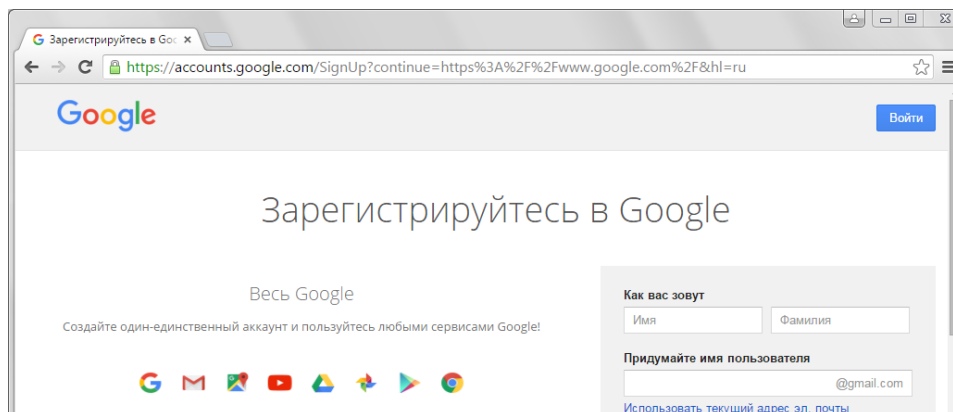 Зарегистрируйтесь в Goo
https://accounts.google.com/SignUp?continue=https%3A%2F%2Fwww.google.com%2F&hl=ru
Google
Войти
Зарегистрируйтесь в Google
Весь Google
Создайте один-единственный аккаунт и пользуйтесь любыми сервисами Google!
Как вас зовут
Имя Фамилия
Придумайте имя пользователя
@gmail.com
Использовать текущий адрес эл. почты